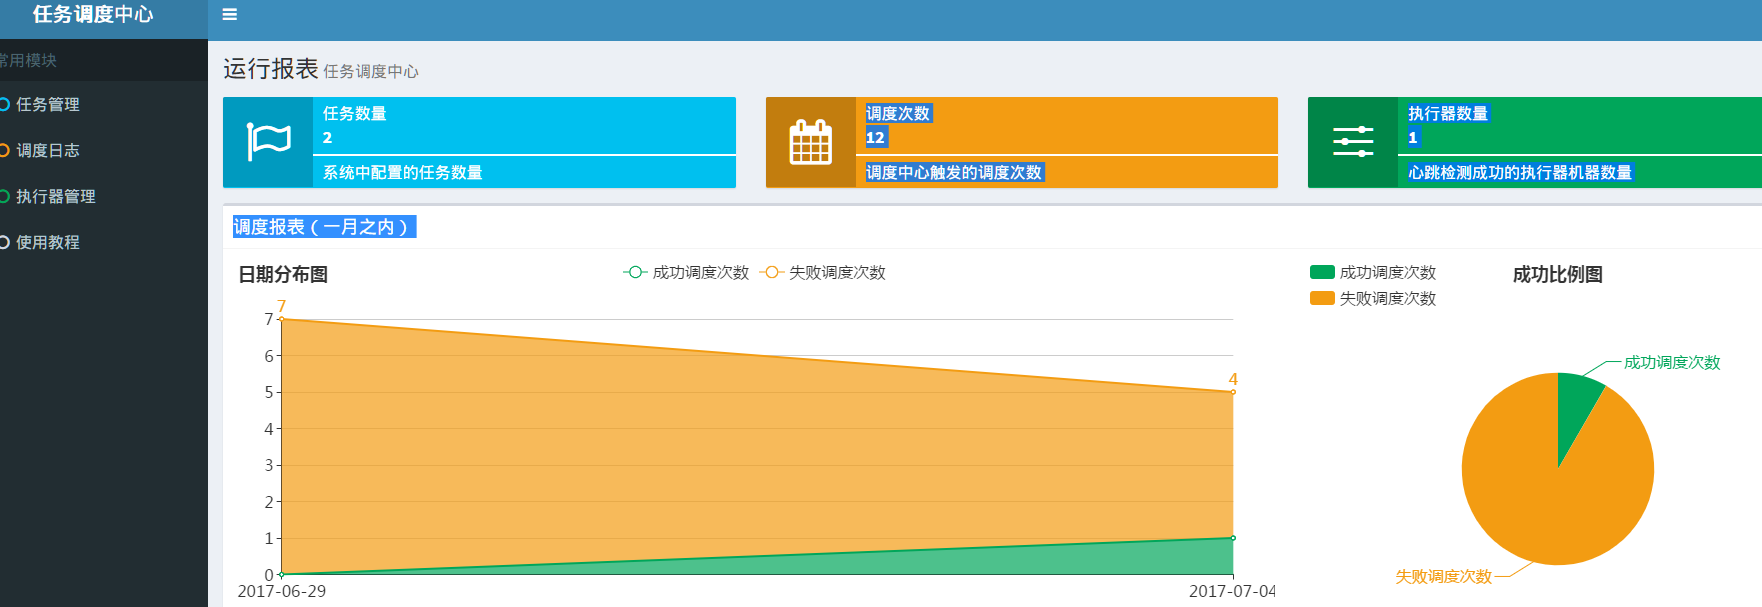 任务调度中心
常用模块
任务管理
调度日志
执行器管理
使用教程
运行报表 任务调度中心
任务数量
2
系统中配置的任务数量
调度次数
12
调度中心触发的调度次数
执行器数量
1
心跳检测成功的执行器机器数量
调度报表（一月之内）
日期分布图
成功调度次数 失败调度次数
7
4
7
6
5
4
3
2
1
0
2017-06-29 2017-07-04
成功比例图
成功调度次数
失败调度次数
成功调度次数
失败调度次数